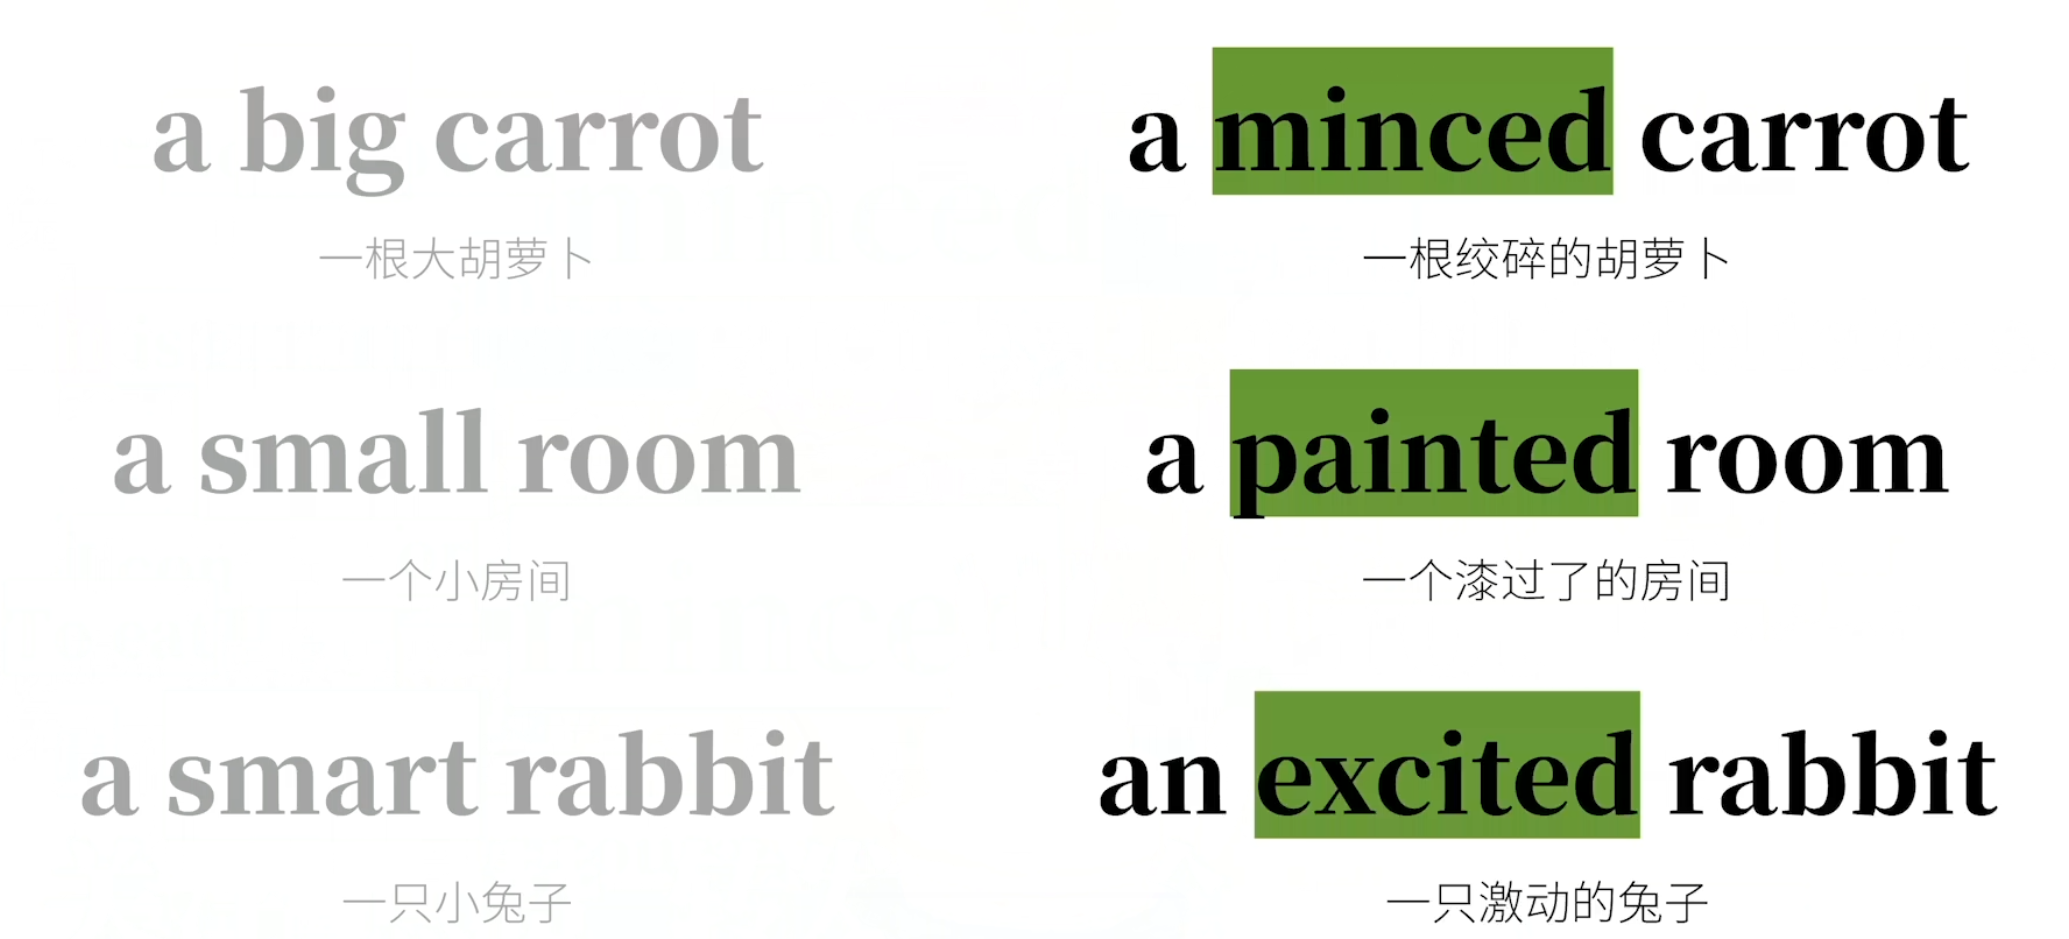 a big carrot
一根大胡萝卜
a minced carrot
一根绞碎的胡萝卜
a small room
一个小房间
a painted room
一个漆过了的房间
a smart rabbit
一只小兔子
an excited rabbit
一只激动的兔子